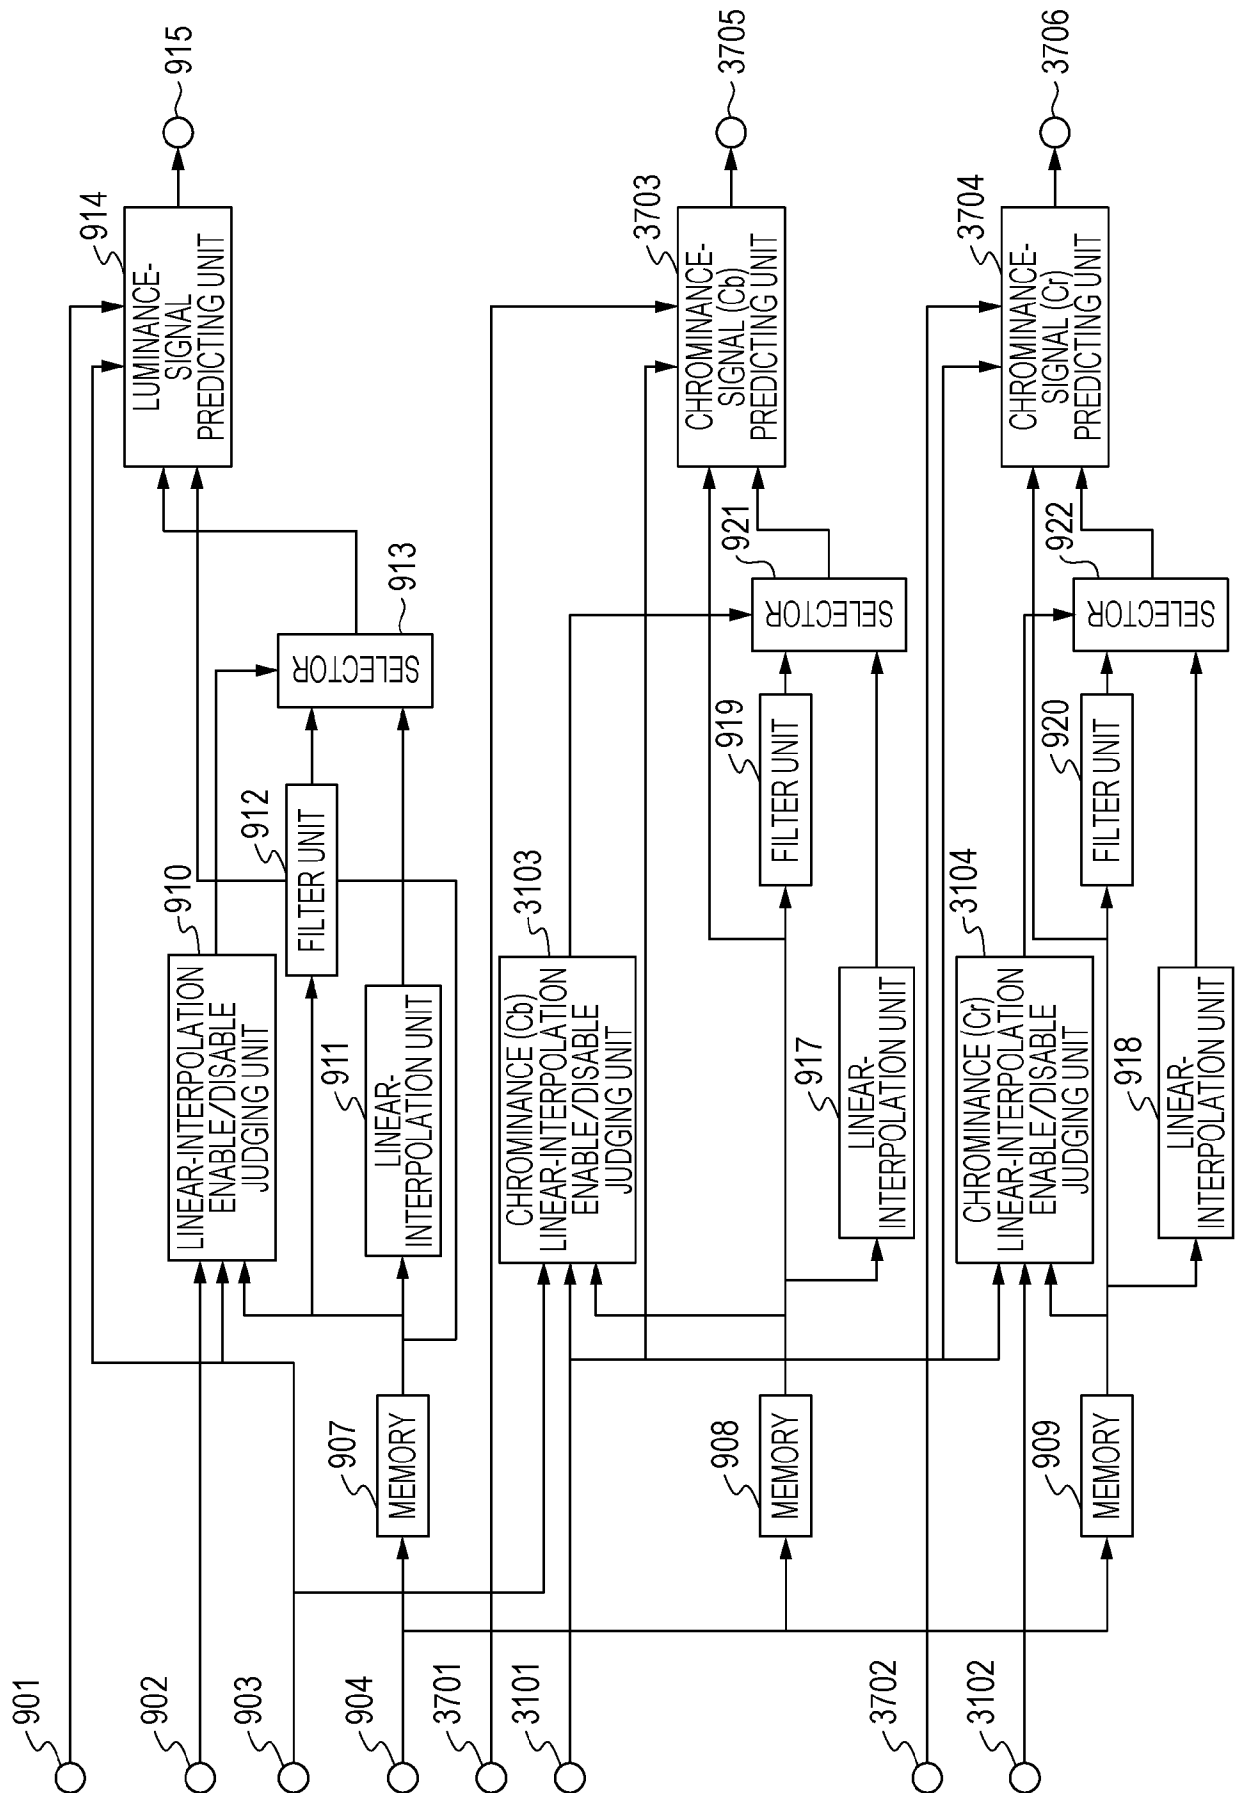 901
902
903
904
3701
3101
3702
3102
907
MEMORY
908
MEMORY
909
MEMORY
910
LINEAR-INTERPOLATION
ENABLE/DISABLE
JUDGING UNIT
911
LINEAR-
INTERPOLATION UNIT
912
FILTER UNIT
913
SELECTOR
914
LUMINANCE-
SIGNAL
PREDICTING UNIT
915
3103
CHROMINANCE (Cb)
LINEAR-INTERPOLATION
ENABLE/DISABLE
JUDGING UNIT
917
LINEAR-
INTERPOLATION UNIT
919
FILTER UNIT
921
SELECTOR
3703
CHROMINANCE-
SIGNAL (Cb)
PREDICTING UNIT
3705
3104
CHROMINANCE (Cr)
LINEAR-INTERPOLATION
ENABLE/DISABLE
JUDGING UNIT
918
LINEAR-
INTERPOLATION UNIT
920
FILTER UNIT
922
SELECTOR
3704
CHROMINANCE-
SIGNAL (Cr)
PREDICTING UNIT
3706